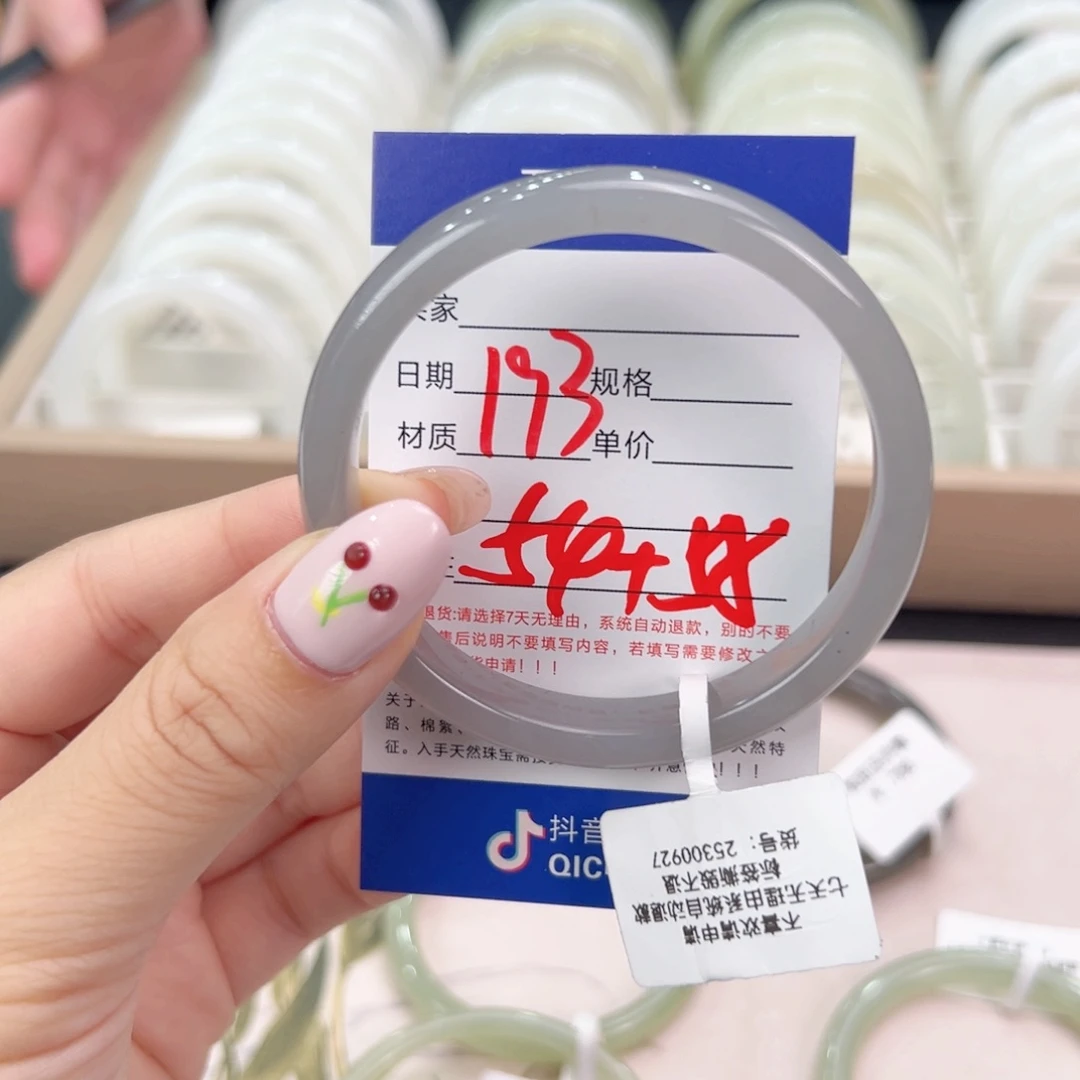 家
日期 193 规格
材质 单价
54+
退货:请选择7天无理由,系统自动退款,别的不要
售后说明不要填写内容,若填写需要修改
货申请!!!
关于
路、棉絮、
征。入手天然珠宝需 天然特
!!!
抖音
QIC
货号:25300927
标签撕毁不退
七天无理由系统自动退款
不喜欢请申请